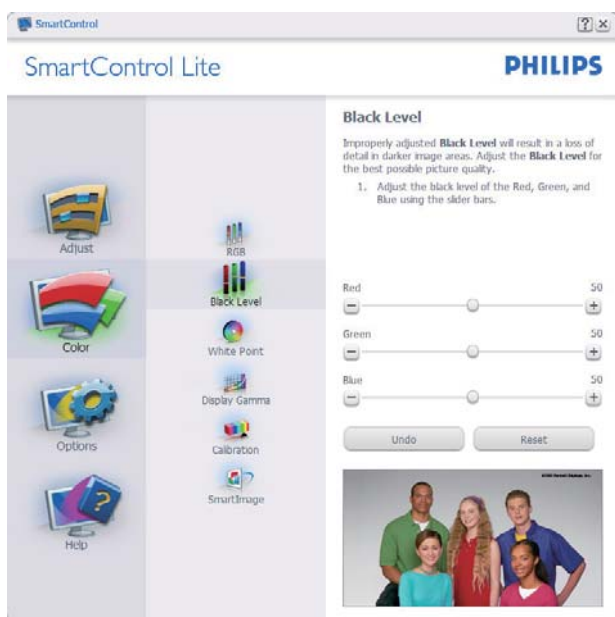 SmartControl
SmartControl Lite
PHILIPS
Adjust
Color
Options
Help
RGB
Black Level
White Point
Display Gamma
Calibration
SmartImage
Black Level
Improperly adjusted Black Level will result in a loss of
detail in darker image areas. Adjust the Black Level for
the best possible picture quality.
1. Adjust the black level of the Red, Green, and
Blue using the slider bars.
Red 50
Green 50
Blue 50
Undo Reset